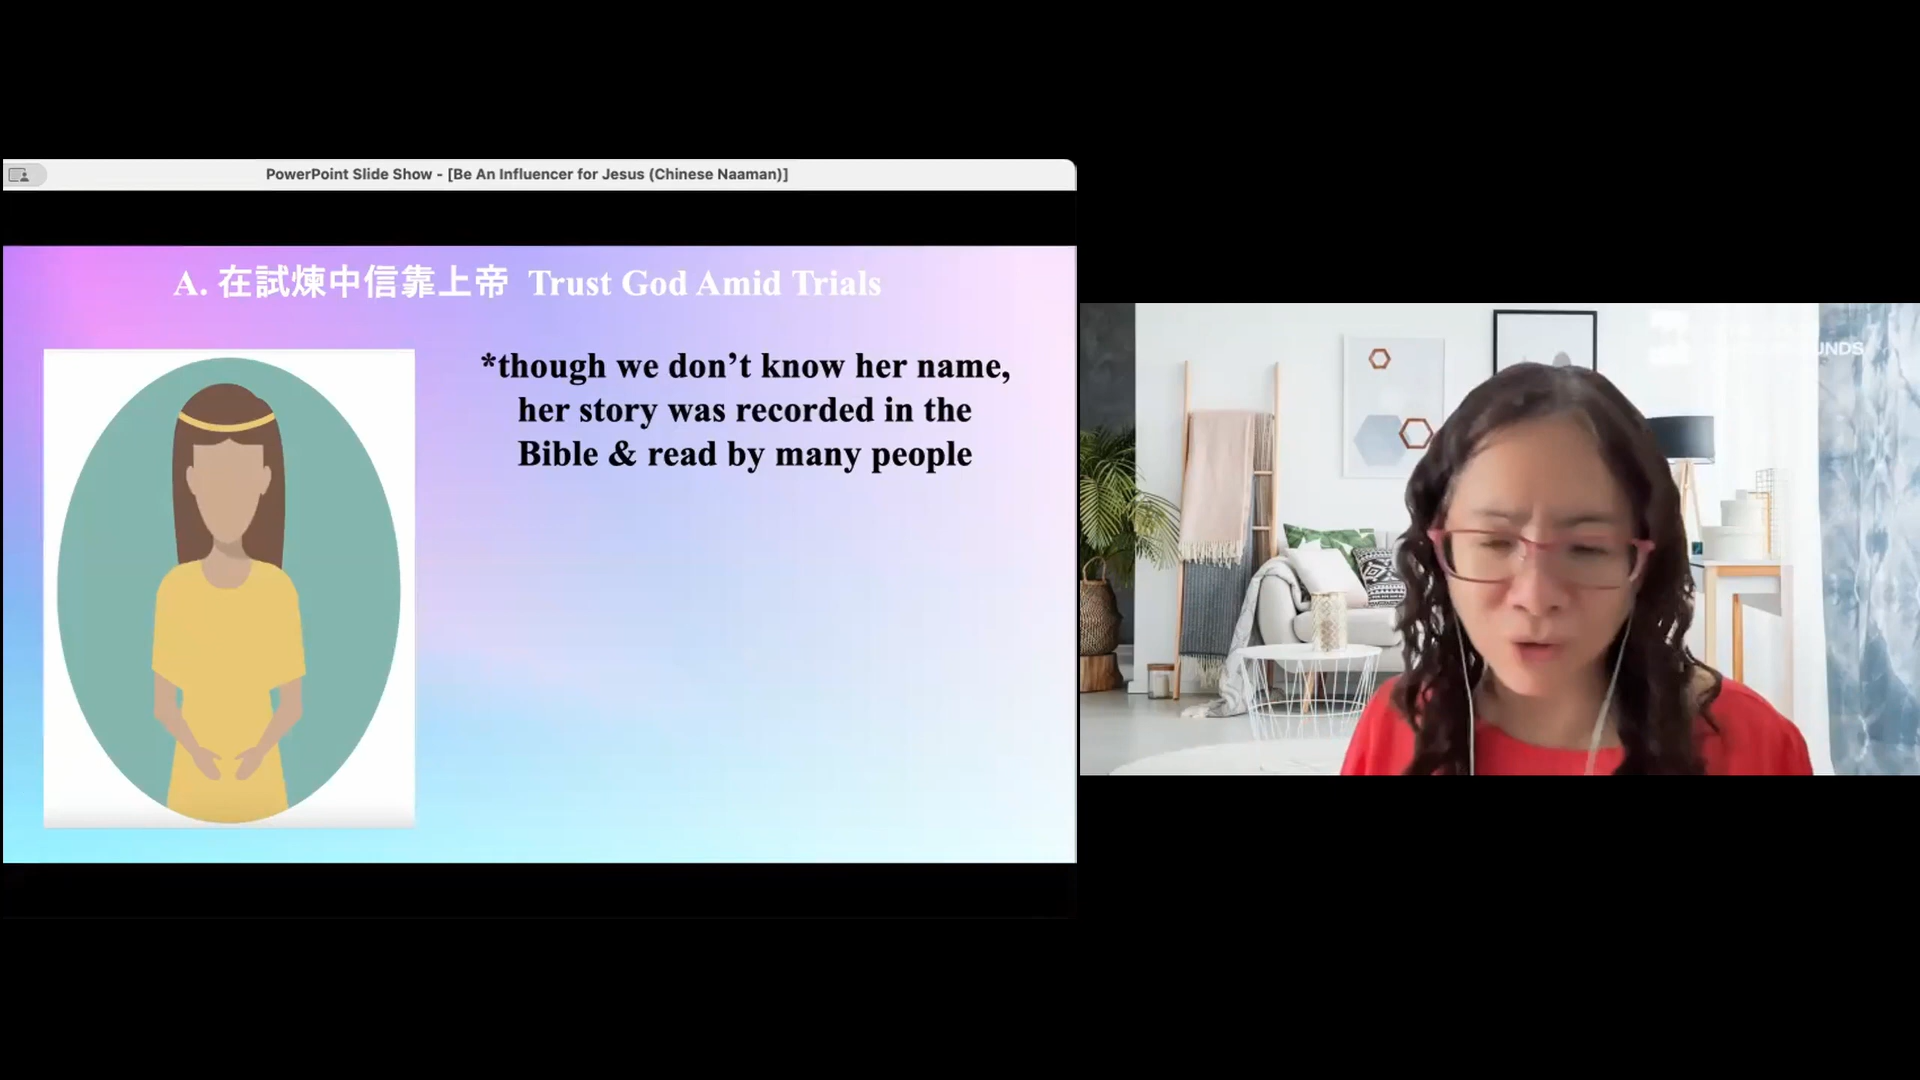 PowerPoint Slide Show - [Be An Influencer for Jesus (Chinese Naaman)]
A. 在試煉中信靠上帝 Trust God Amid Trials
*though we don’t know her name,
her story was recorded in the
Bible & read by many people